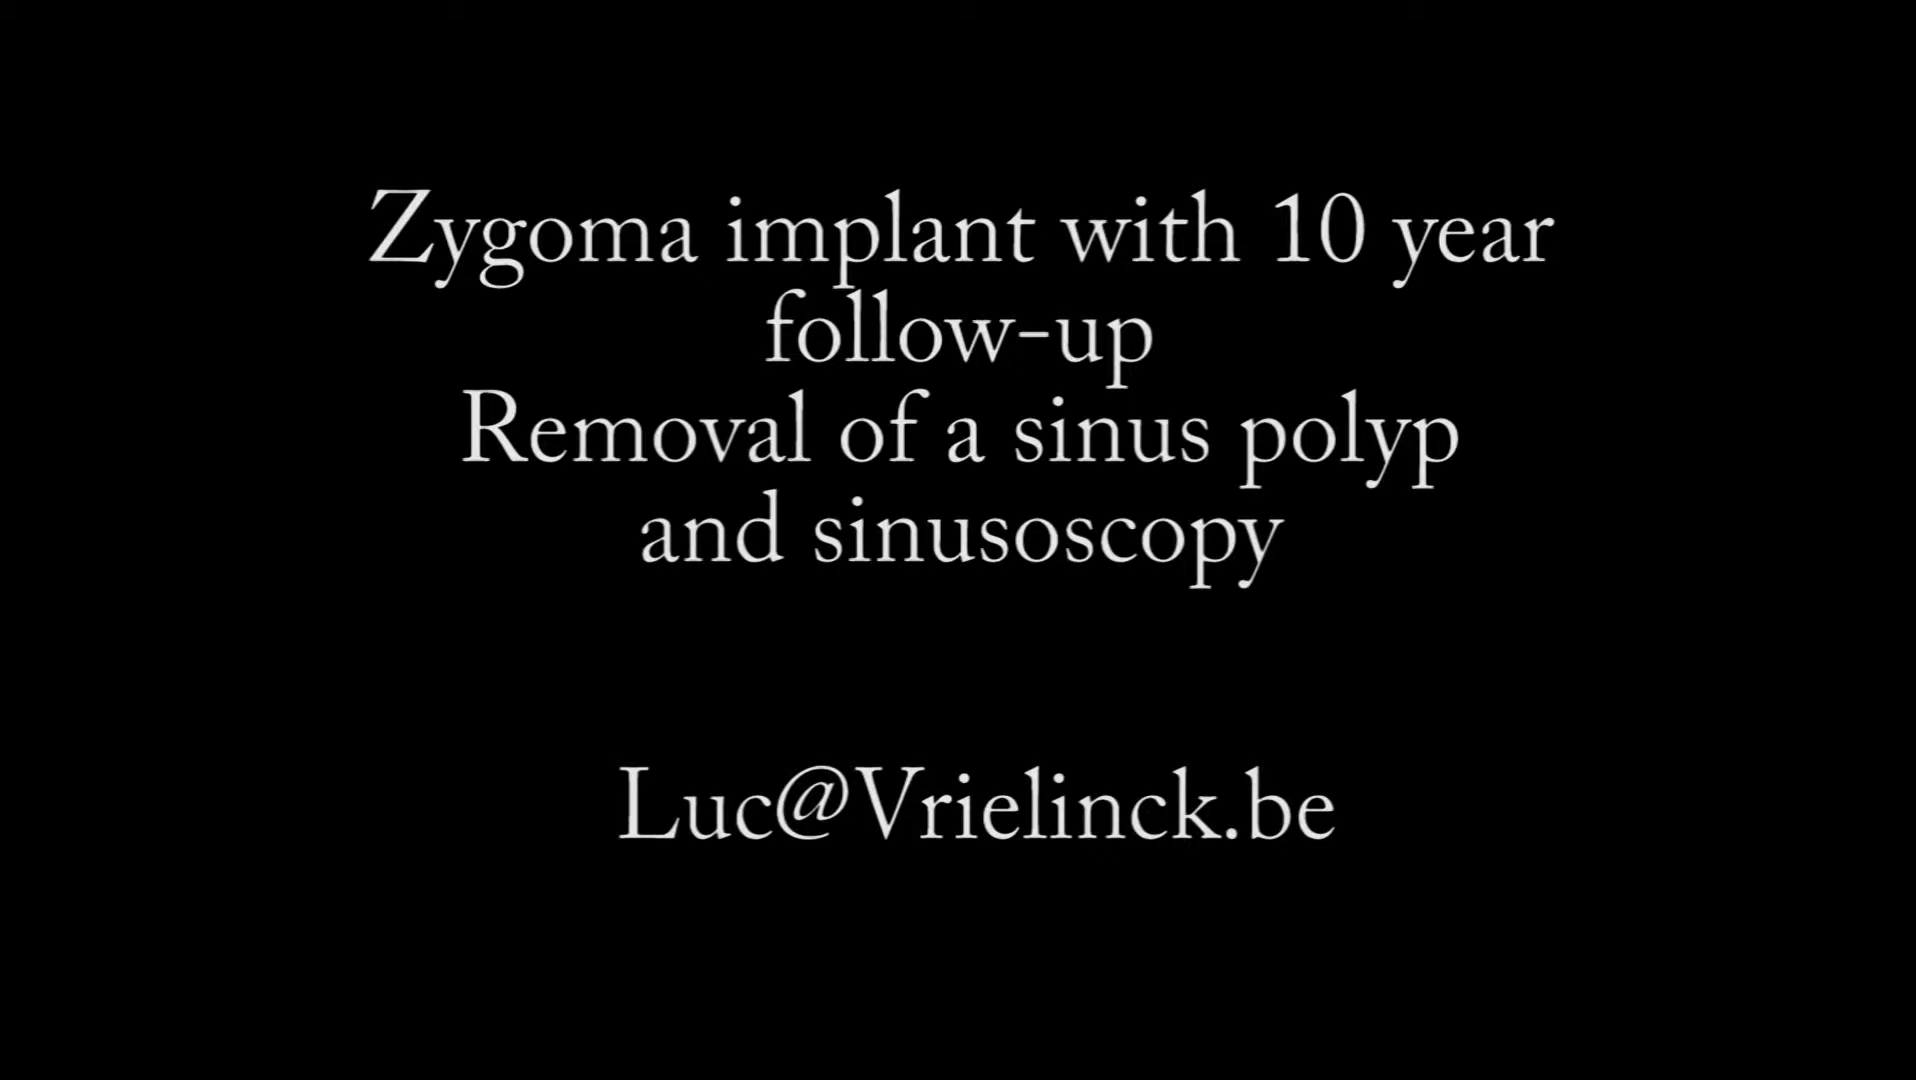 Zygoma implant with 10 year
follow-up
Removal of a sinus polyp
and sinusoscopy
Luc@Vrielinck.be